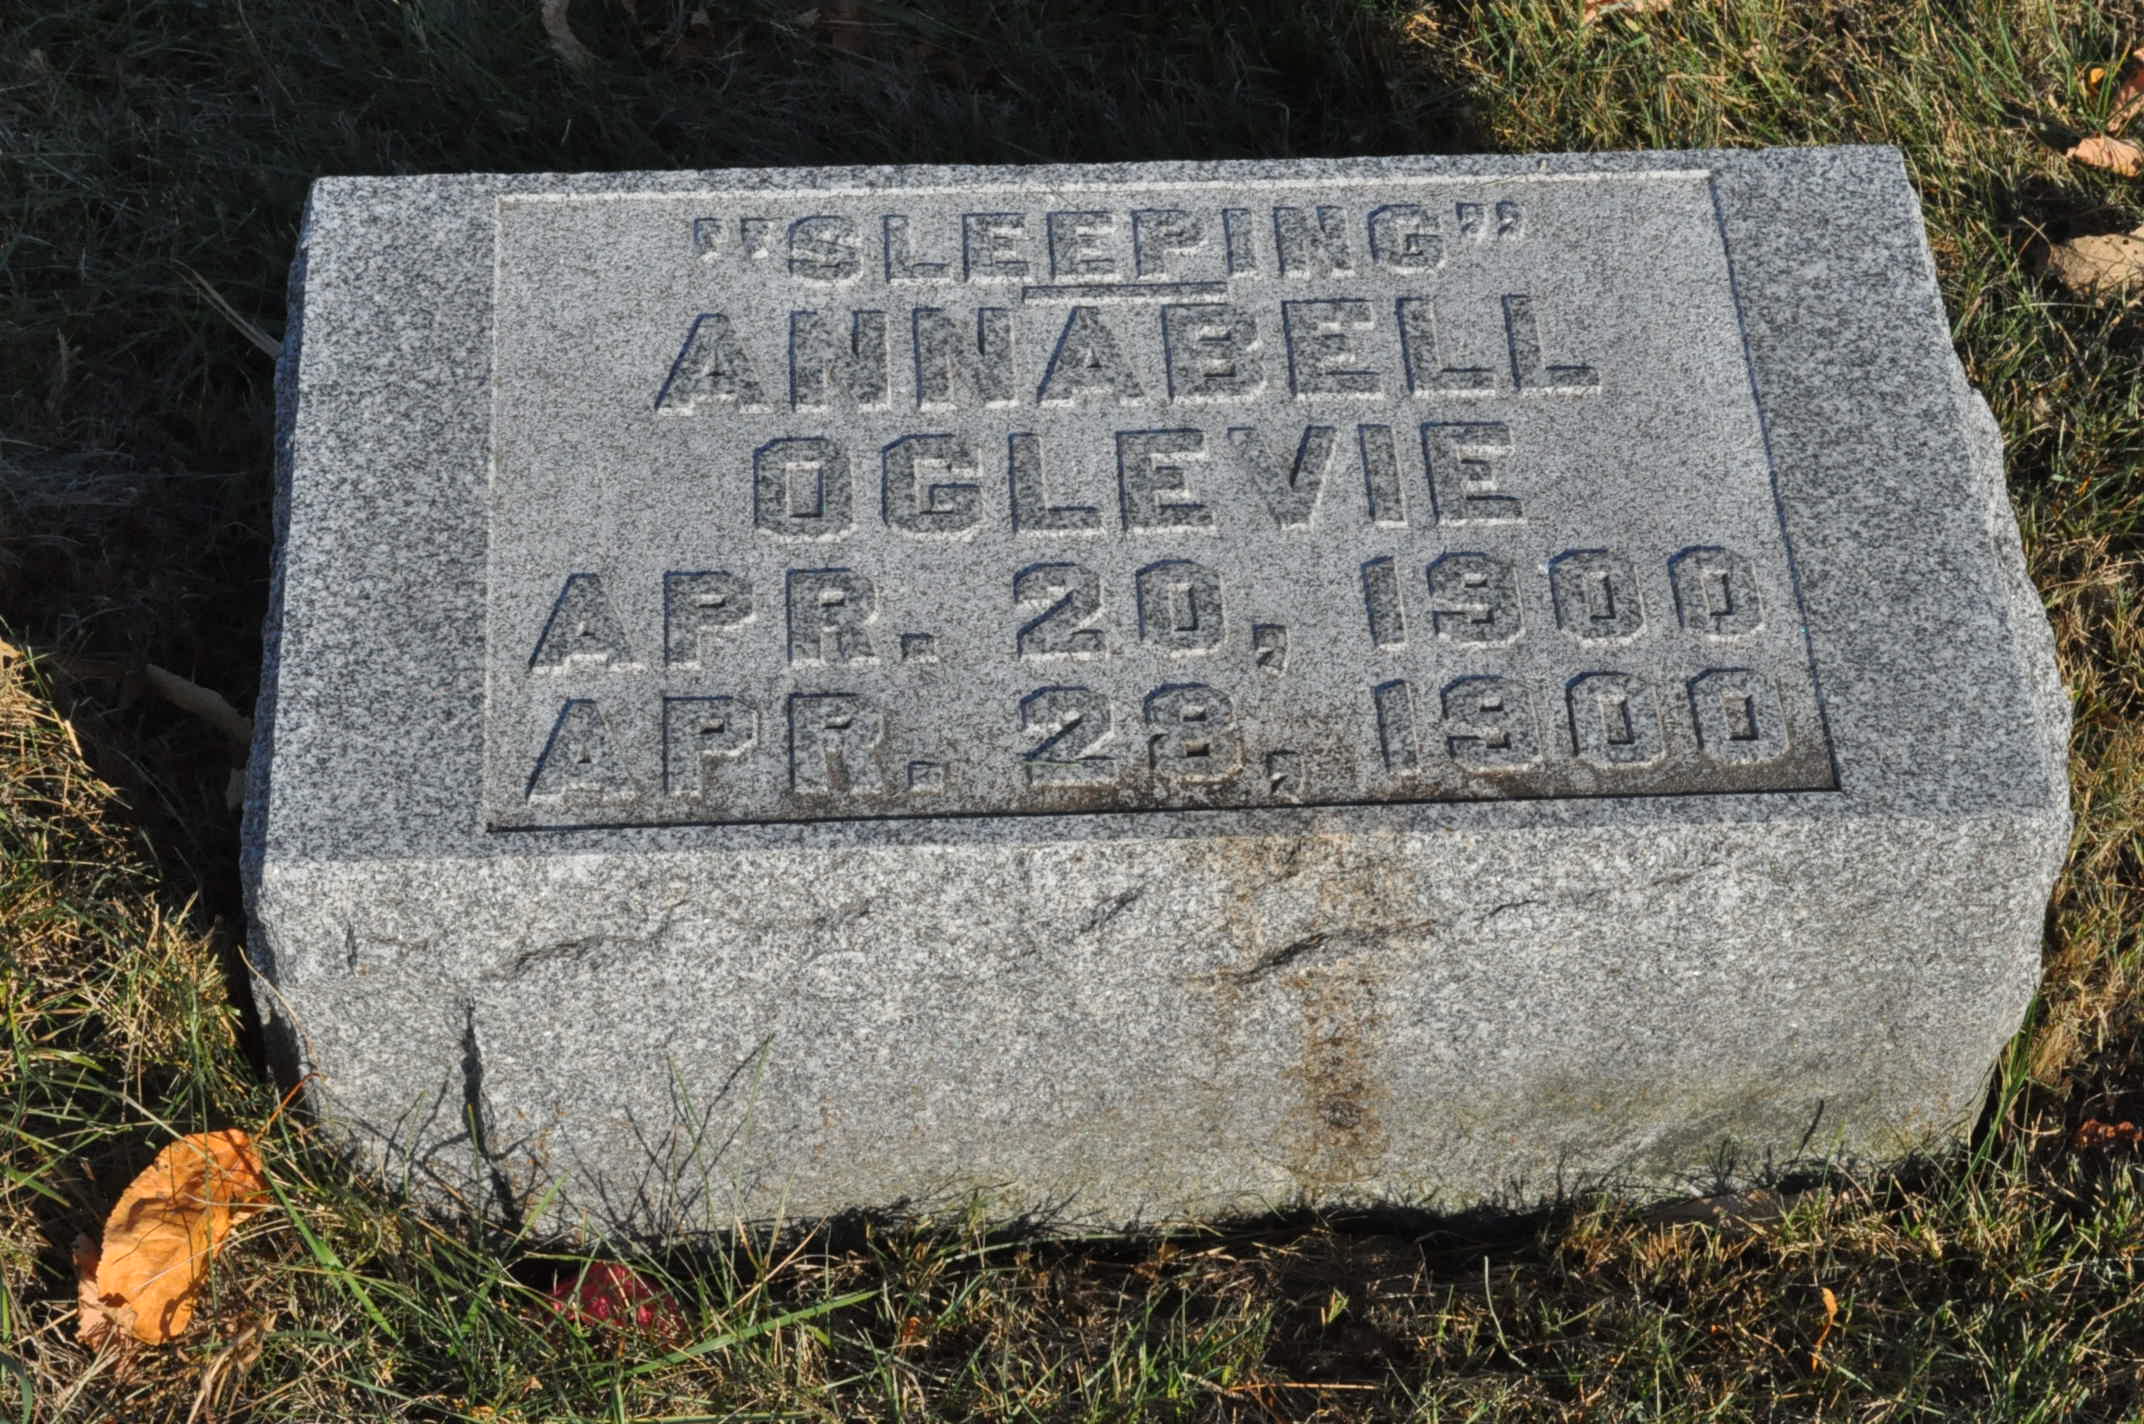 "SLEEPING"
ANNABELL
OGLEVIE
APR. 20, 1900
APR. 28, 1900